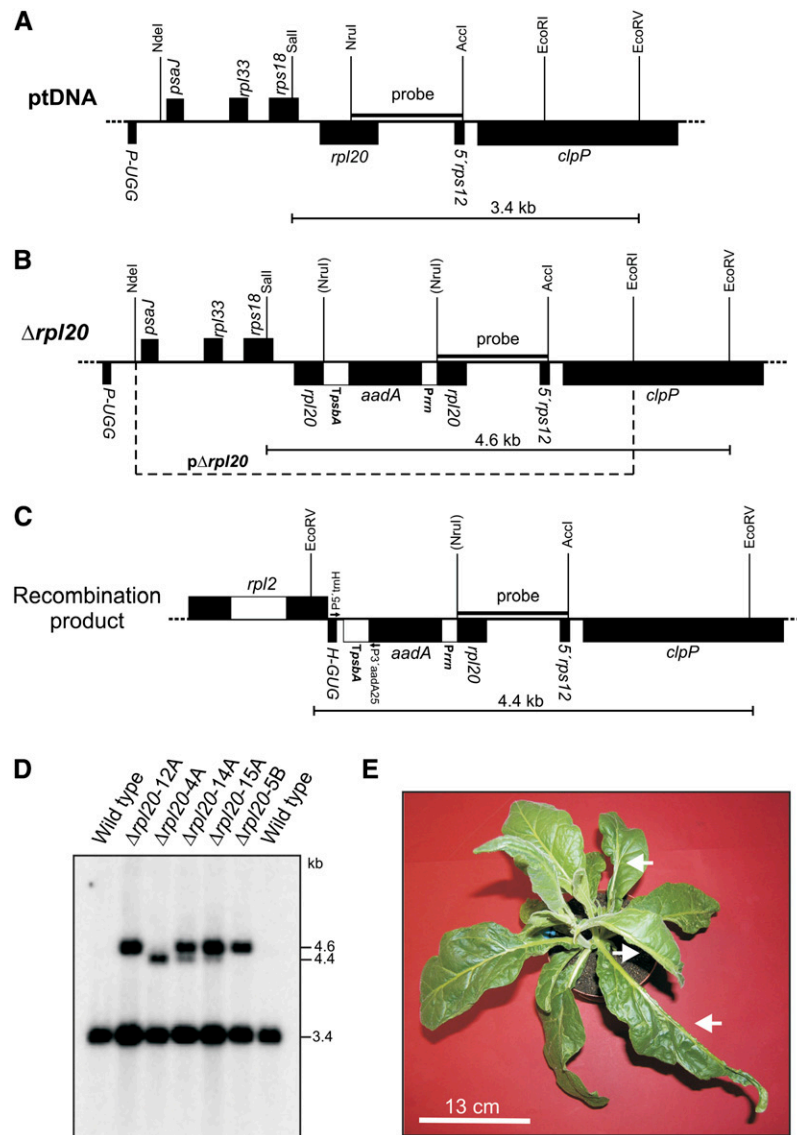 A
ptDNA
NdeI
psaJ
rpl33
rps18
SalI
NruI
AccI
EcoRI
EcoRV
probe
P-UGG
rpl20
5´rps12
clpP
3.4 kb
B
Δrpl20
NdeI
psaJ
rpl33
rps18
SalI
(NruI)
(NruI)
AccI
EcoRI
EcoRV
probe
P-UGG
rpl20
TpsbA
aadA
Prrn
rpl20
5´rps12
clpP
4.6 kb
pΔrpl20
C
Recombination
product
rpl2
EcoRV
P5´trnH
(NruI)
AccI
EcoRV
probe
H-GUG
TpsbA
P3´aadA25
aadA
Prrn
rpl20
5´rps12
clpP
4.4 kb
D
Wild type
Δrpl20-12A
Δrpl20-4A
Δrpl20-14A
Δrpl20-15A
Δrpl20-5B
Wild type
kb
4.6
4.4
3.4
E
13 cm